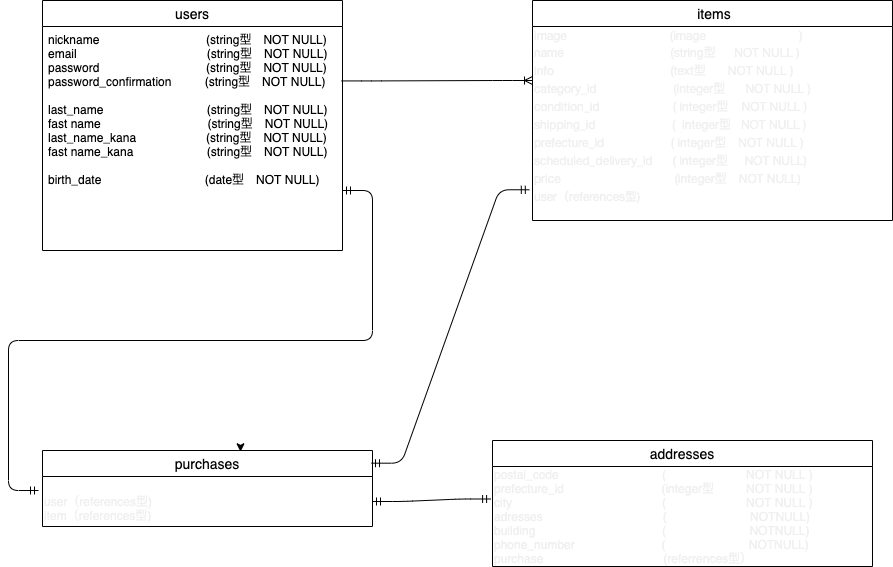 users
nickname (string型 NOT NULL)
email (string型 NOT NULL)
password (string型 NOT NULL)
password_confirmation (string型 NOT NULL)
last_name (string型 NOT NULL)
fast name (string型 NOT NULL)
last_name_kana (string型 NOT NULL)
fast name_kana (string型 NOT NULL)
birth_date (date型 NOT NULL)
items
image (image )
name (string型 NOT NULL )
info (text型 NOT NULL )
category_id (integer型 NOT NULL )
condition_id ( integer型 NOT NULL )
shipping_id ( integer型 NOT NULL )
prefecture_id ( integer型 NOT NULL )
scheduled_delivery_id ( integer型 NOT NULL)
price (integer型 NOT NULL)
user（references型)
purchases
user（references型)
item（references型)
addresses
postal_code ( NOT NULL )
prefecture_id (integer型 NOT NULL )
city ( NOT NULL )
adresses ( NOTNULL)
building ( NOTNULL)
phone_number ( NOTNULL)
purchase (referrences型)